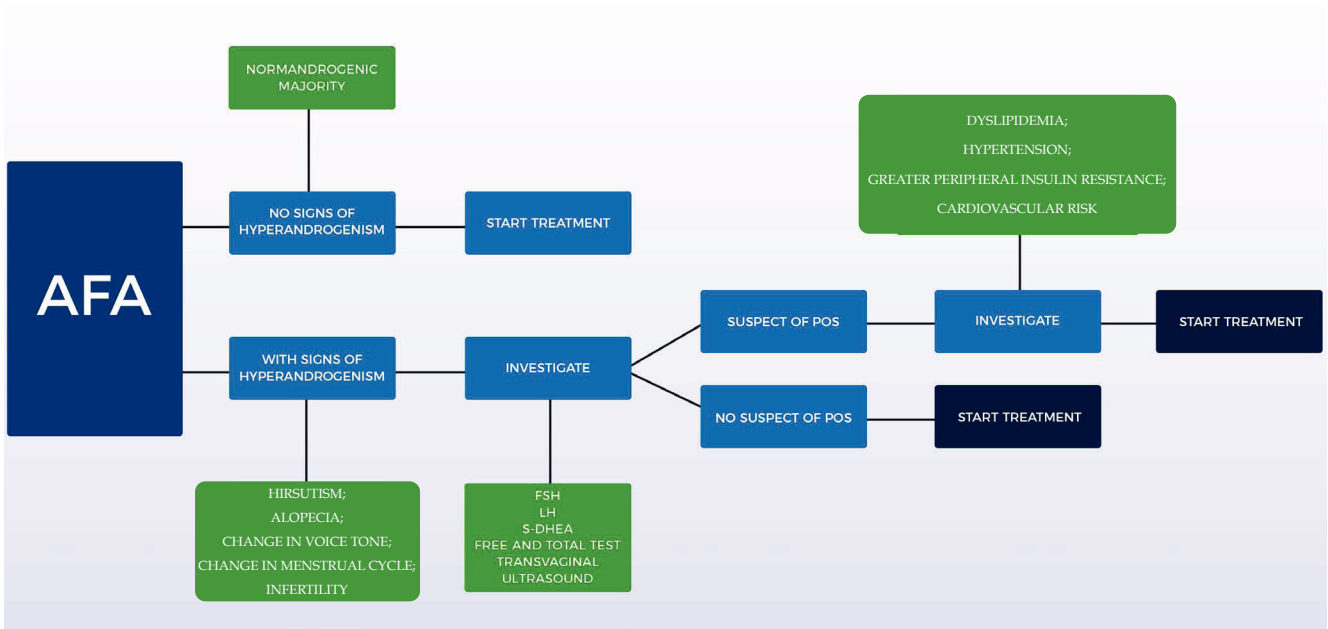 NORMANDROGENIC
MAJORITY
AFA
NO SIGNS OF
HYPERANDROGENISM
START TREATMENT
WITH SIGNS OF
HYPERANDROGENISM
INVESTIGATE
HIRSUTISM;
ALOPECIA;
CHANGE IN VOICE TONE;
CHANGE IN MENSTRUAL CYCLE;
INFERTILITY
FSH
LH
S-DHEA
FREE AND TOTAL TEST
TRANSVAGINAL
ULTRASOUND
SUSPECT OF POS
INVESTIGATE
DYSLIPIDEMIA;
HYPERTENSION;
GREATER PERIPHERAL INSULIN RESISTANCE;
CARDIOVASCULAR RISK
START TREATMENT
NO SUSPECT OF POS
START TREATMENT